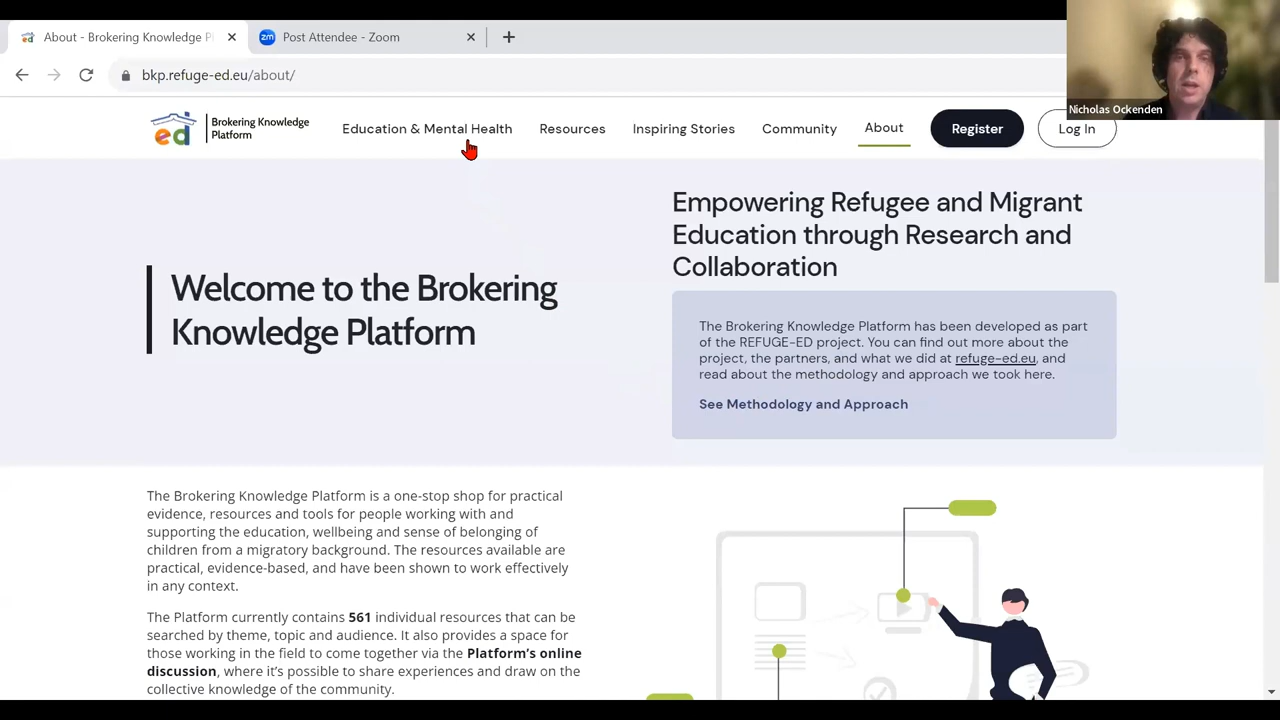 About - Brokering Knowledge P
zm Post Attendee - Zoom
bkp.refuge-ed.eu/about/
Nicholas Ockenden
ed Brokering Knowledge
Platform
Education & Mental Health
Resources
Inspiring Stories
Community
About
Register
Log In
Welcome to the Brokering
Knowledge Platform
Empowering Refugee and Migrant
Education through Research and
Collaboration
The Brokering Knowledge Platform has been developed as part
of the REFUGE-ED project. You can find out more about the
project, the partners, and what we did at refuge-ed.eu, and
read about the methodology and approach we took here.
See Methodology and Approach
The Brokering Knowledge Platform is a one-stop shop for practical
evidence, resources and tools for people working with and
supporting the education, wellbeing and sense of belonging of
children from a migratory background. The resources available are
practical, evidence-based, and have been shown to work effectively
in any context.
The Platform currently contains 561 individual resources that can be
searched by theme, topic and audience. It also provides a space for
those working in the field to come together via the Platform's online
discussion, where it's possible to share experiences and draw on the
collective knowledge of the community.